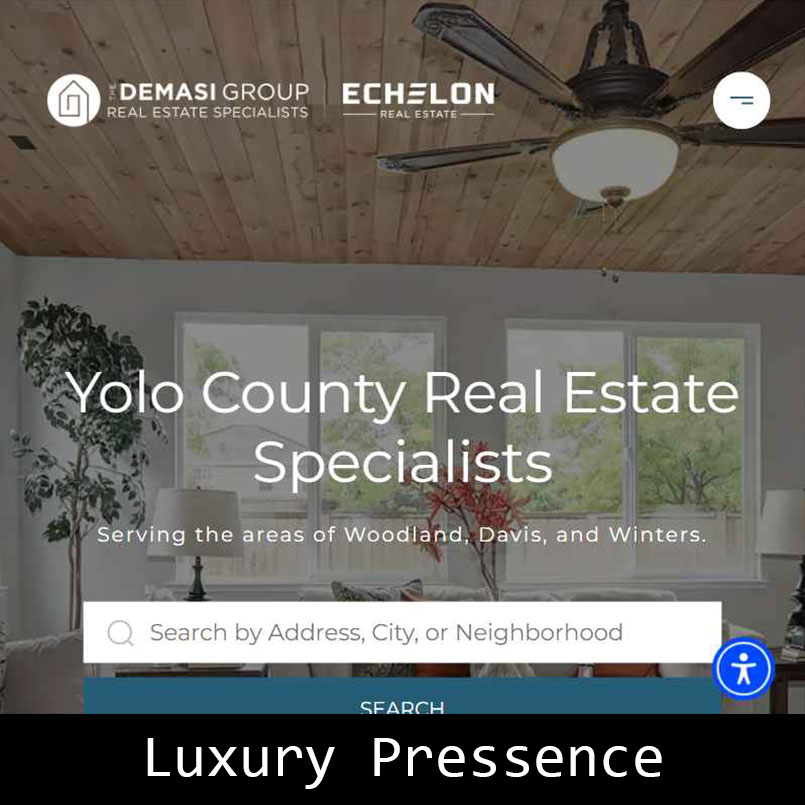 THE DEMASI GROUP
REAL ESTATE SPECIALISTS
ECHELON
REAL ESTATE
Yolo County Real Estate
Specialists
Serving the areas of Woodland, Davis, and Winters.
Search by Address, City, or Neighborhood
SEARCH
Luxury Pressence